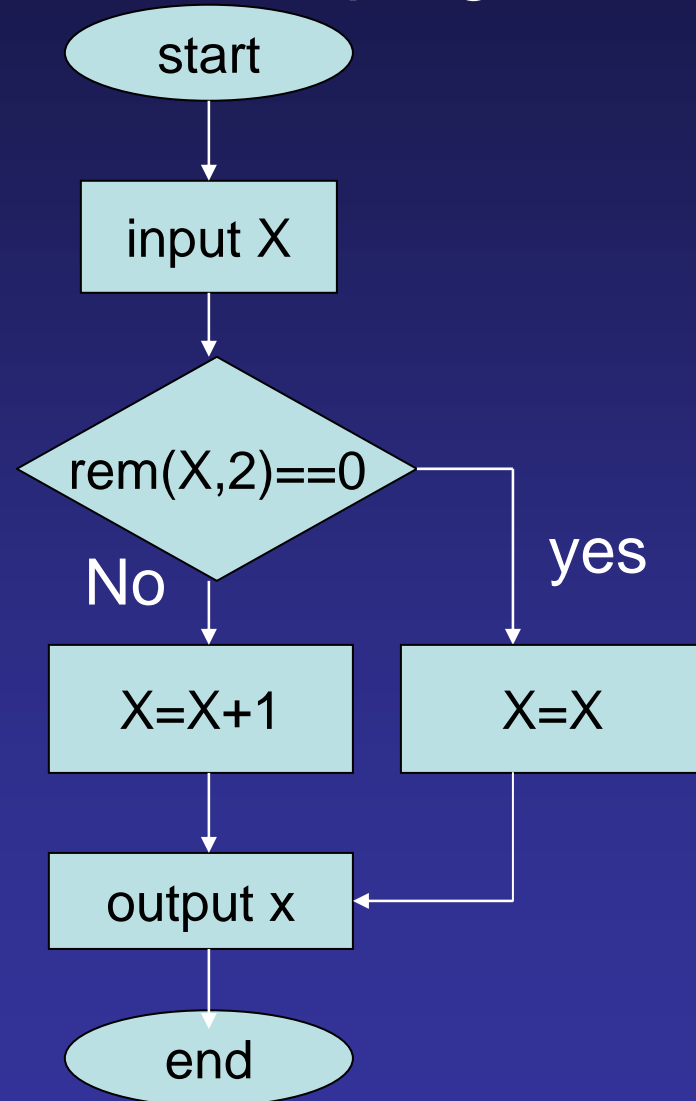 start
input X
rem(X,2)==0
yes
No
X=X+1
X=X
output x
end